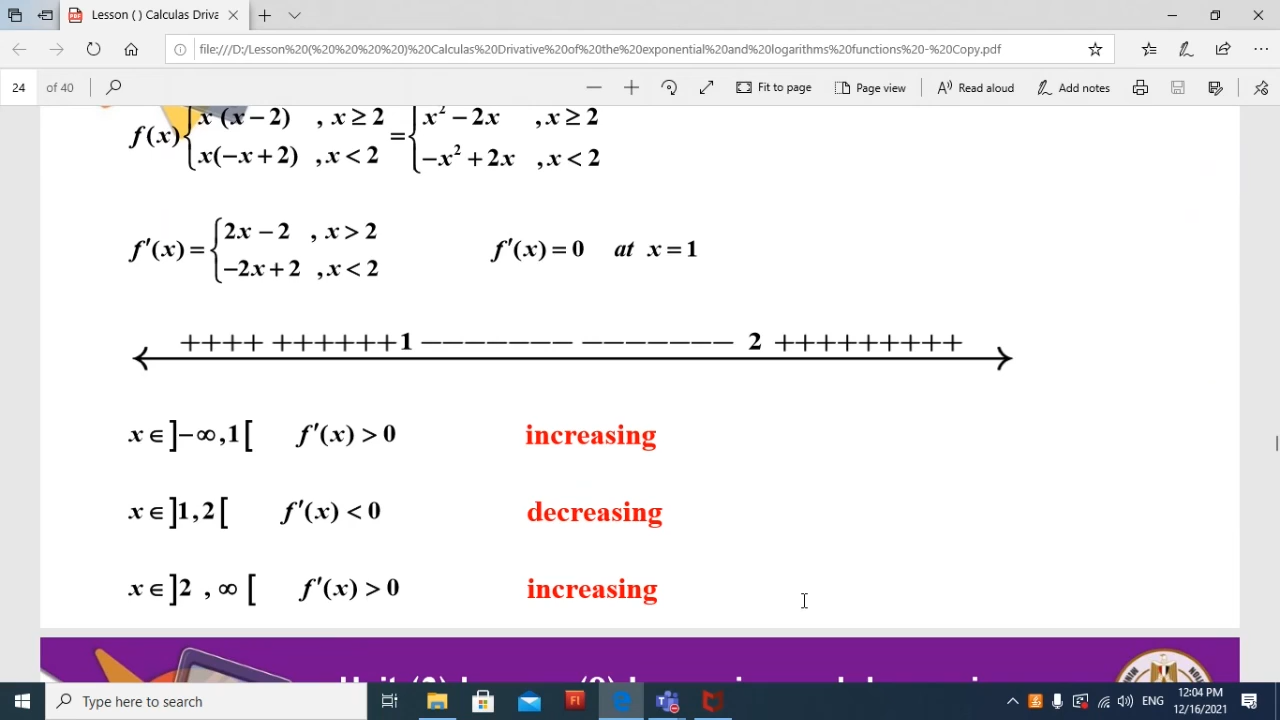 Lesson ( ) Calculas Driva
file:///D:/Lesson%20(%20%20%20%20)%20Calculas%20Drivative%20of%20the%20exponential%20and%20logarithms%20functions%20-%20Copy.pdf
24 of 40 Fit to page Page view Read aloud Add notes
f(x){x (x − 2) , x ≥ 2 = {x² − 2x , x ≥ 2
x(−x + 2) , x < 2 −x² + 2x , x < 2
f′(x) = {2x − 2 , x > 2 f′(x) = 0 at x = 1
−2x + 2 , x < 2
++++ ++++++1 ——————— ——————— 2 +++++++++
x ∈ ]−∞,1[ f′(x) > 0 increasing
x ∈ ]1,2[ f′(x) < 0 decreasing
x ∈ ]2 , ∞ [ f′(x) > 0 increasing
Type here to search
ENG
12:04 PM
12/16/2021